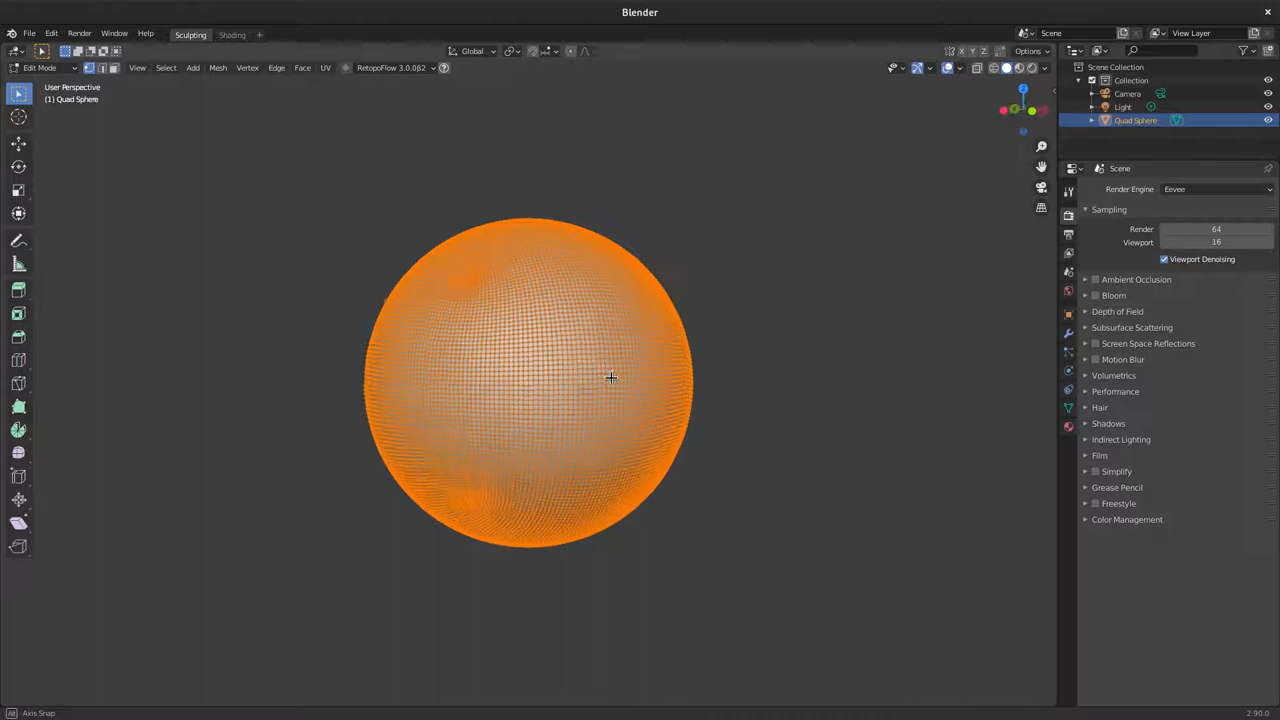 Blender
File Edit Render Window Help Sculpting Shading + Scene View Layer
Global X Y Z Options
Edit Mode View Select Add Mesh Vertex Edge Face UV RetopoFlow 3.0.0β2
User Perspective
(1) Quad Sphere
Z
Scene Collection
Collection
Camera
Light
Quad Sphere
Scene
Render Engine Eevee
Sampling
Render 64
Viewport 16
Viewport Denoising
Ambient Occlusion
Bloom
Depth of Field
Subsurface Scattering
Screen Space Reflections
Motion Blur
Volumetrics
Performance
Hair
Shadows
Indirect Lighting
Film
Simplify
Grease Pencil
Freestyle
Color Management
Alt Axis Snap 2.90.0